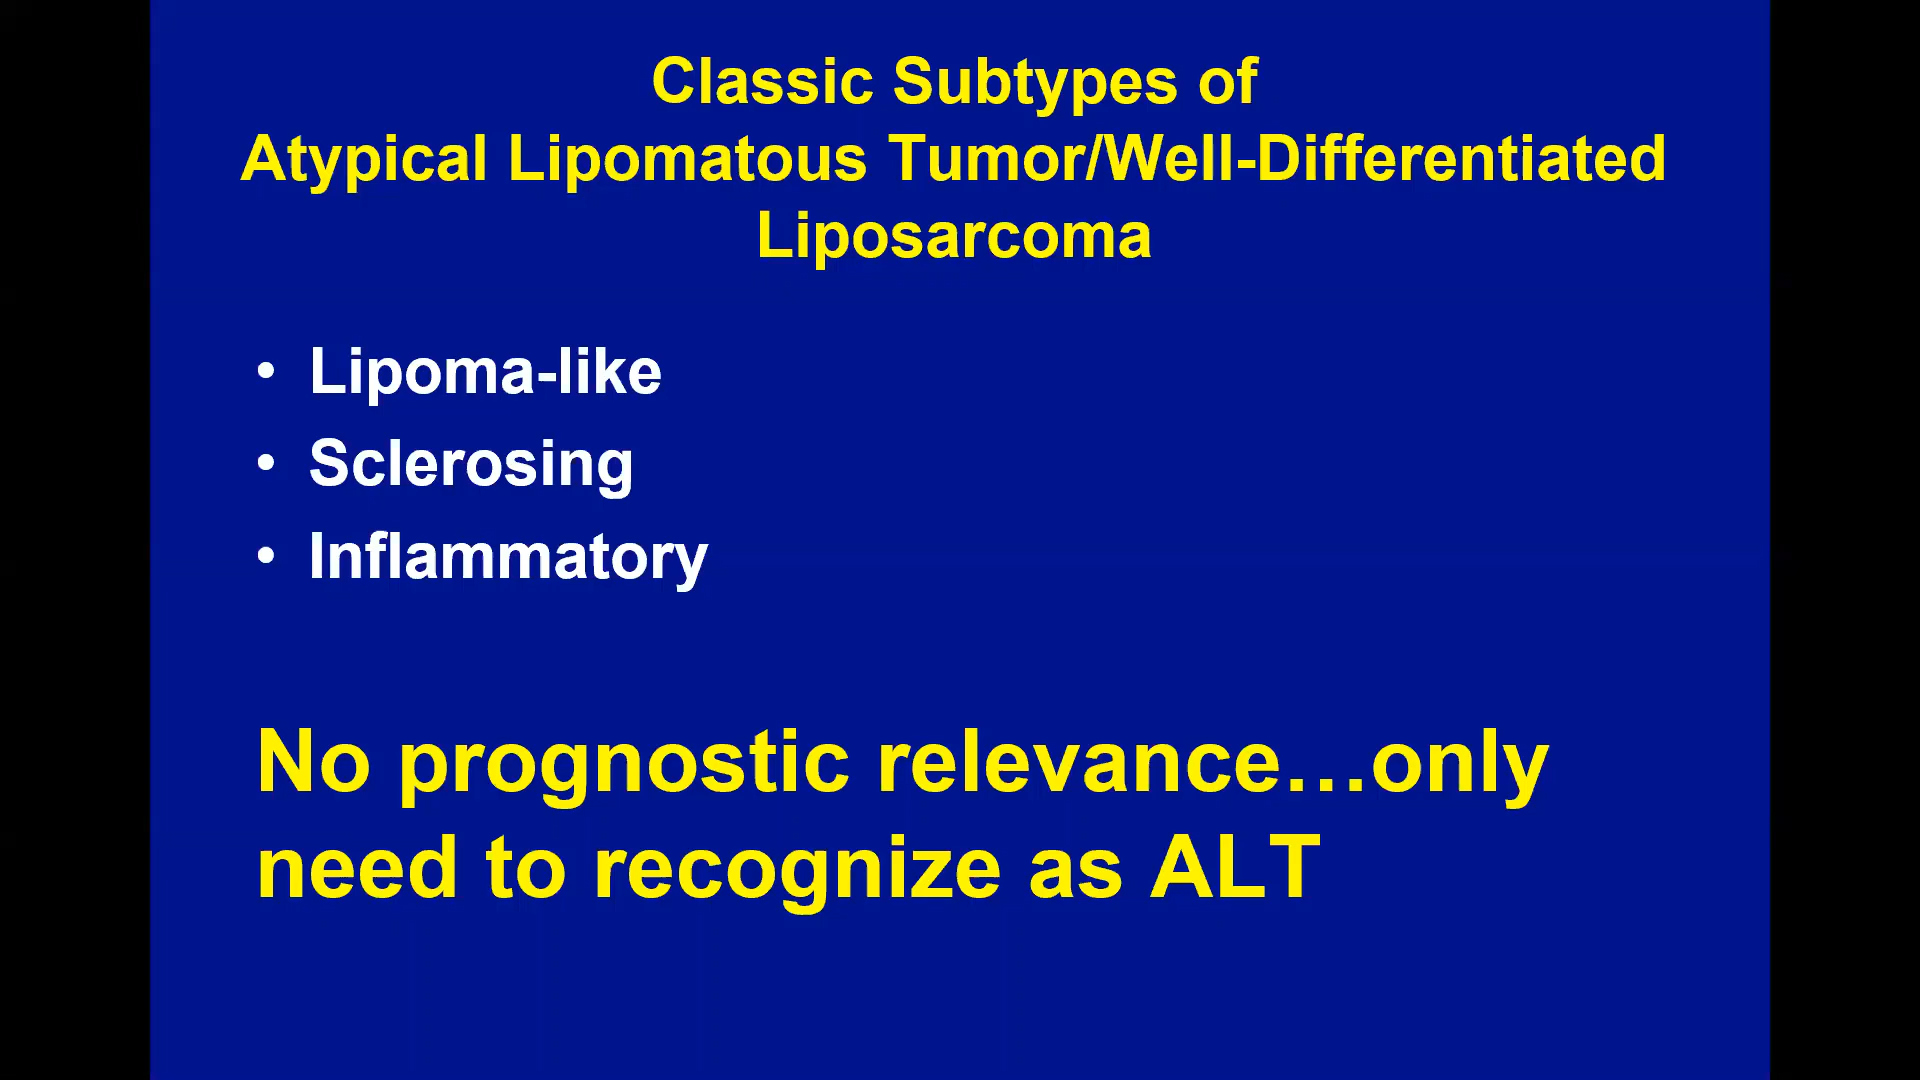 Classic Subtypes of
Atypical Lipomatous Tumor/Well-Differentiated
Liposarcoma
• Lipoma-like
• Sclerosing
• Inflammatory
No prognostic relevance…only
need to recognize as ALT